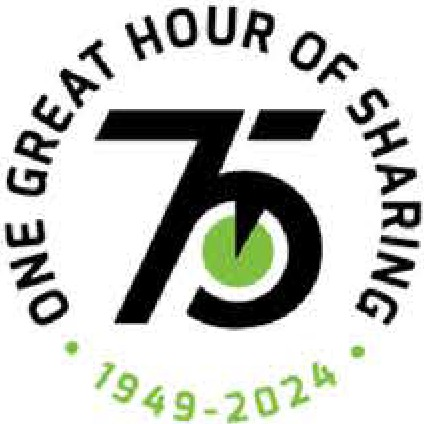 ONE GREAT HOUR OF SHARING
75
• 1949-2024 •